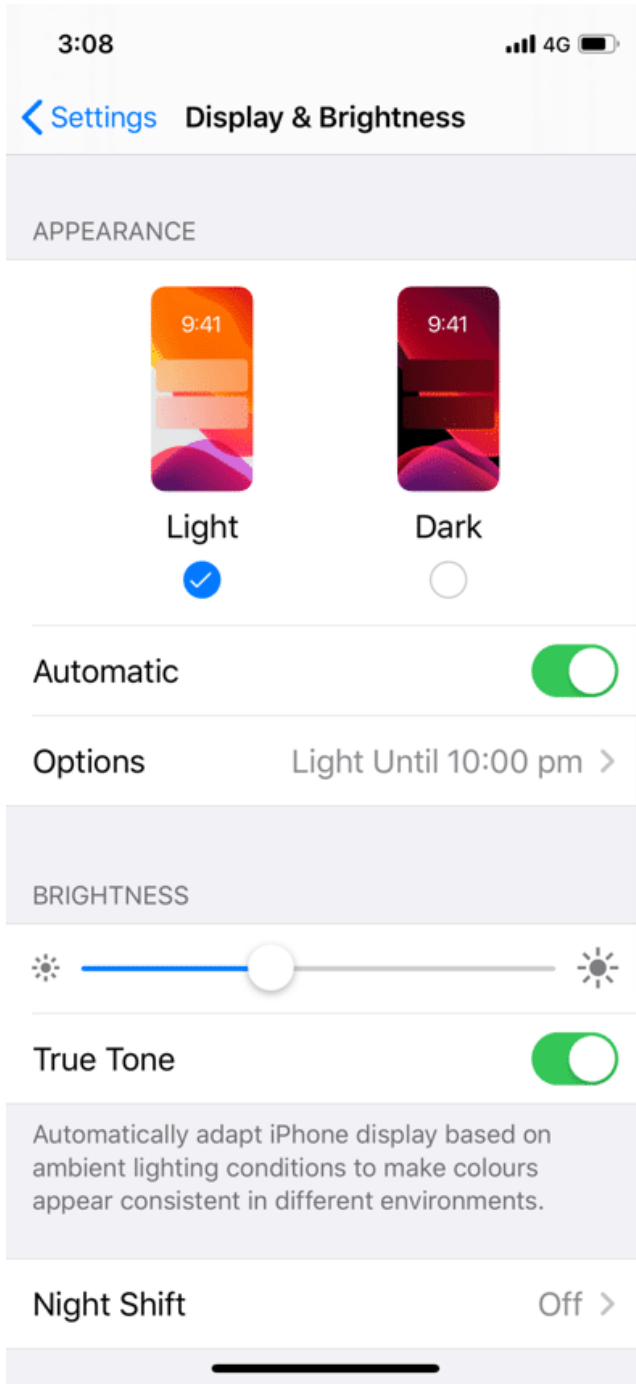 3:08 4G
Settings Display & Brightness
APPEARANCE
9:41 9:41
Light Dark
Automatic
Options Light Until 10:00 pm
BRIGHTNESS
True Tone
Automatically adapt iPhone display based on
ambient lighting conditions to make colours
appear consistent in different environments.
Night Shift Off